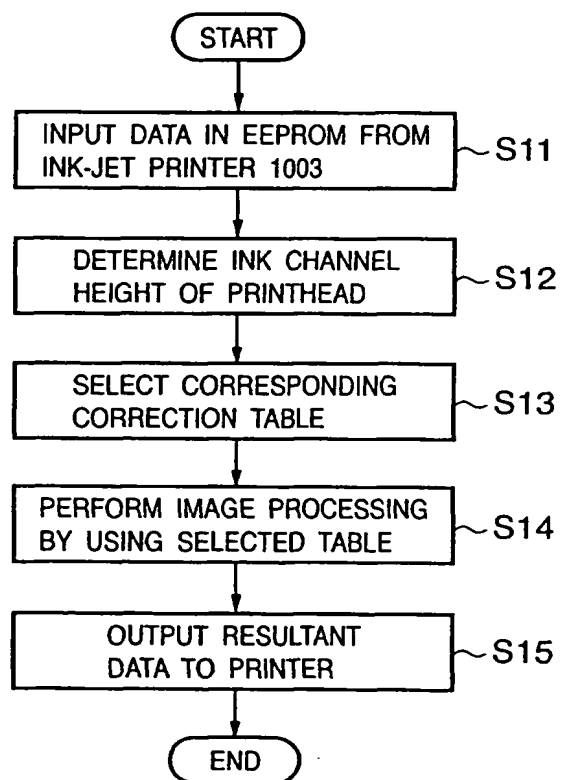 START
INPUT DATA IN EEPROM FROM
INK-JET PRINTER 1003
S11
DETERMINE INK CHANNEL
HEIGHT OF PRINTHEAD
S12
SELECT CORRESPONDING
CORRECTION TABLE
S13
PERFORM IMAGE PROCESSING
BY USING SELECTED TABLE
S14
OUTPUT RESULTANT
DATA TO PRINTER
S15
END